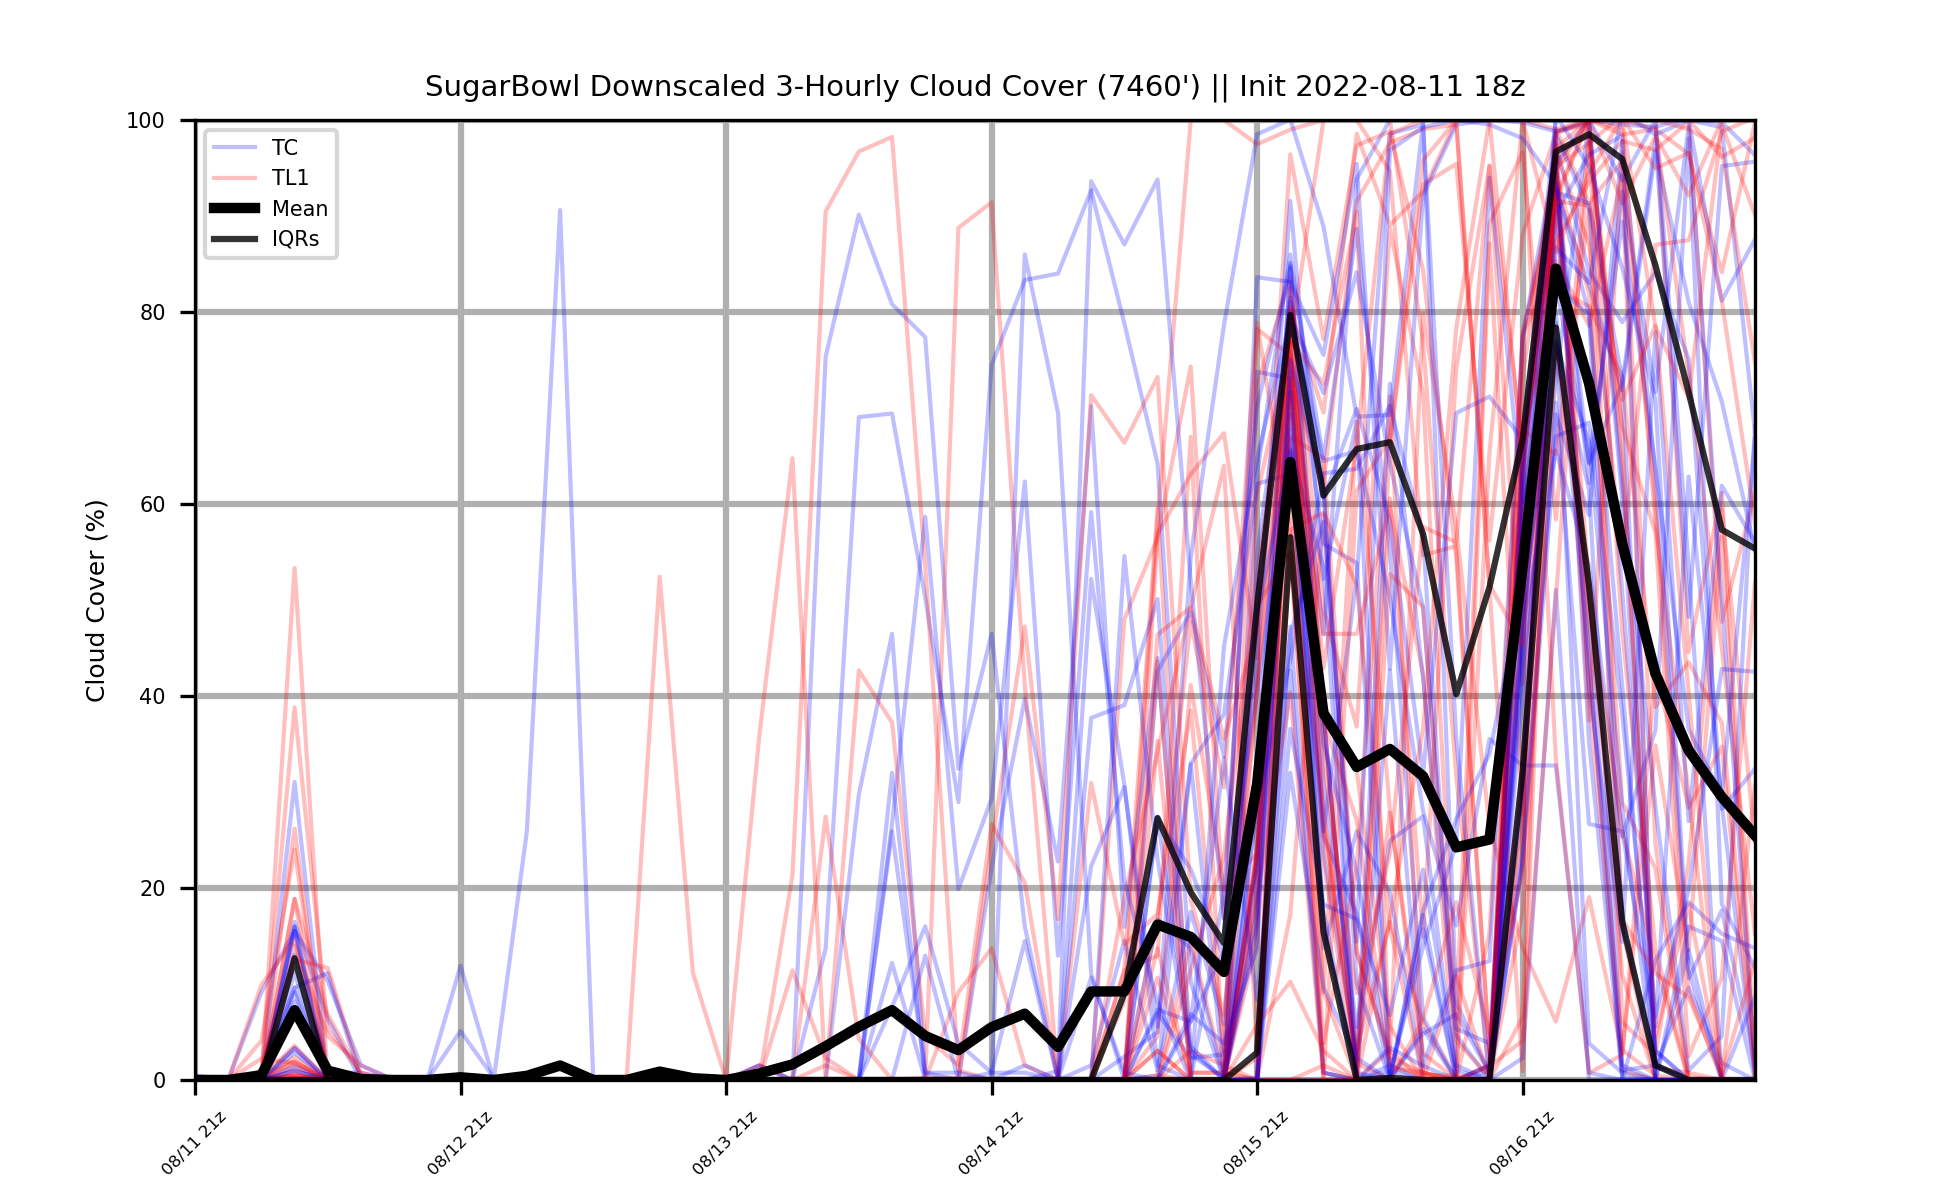 SugarBowl Downscaled 3-Hourly Cloud Cover (7460') || Init 2022-08-11 18z
TC
TL1
Mean
IQRs
Cloud Cover (%)
100
80
60
40
20
0
08/11 21z
08/12 21z
08/13 21z
08/14 21z
08/15 21z
08/16 21z